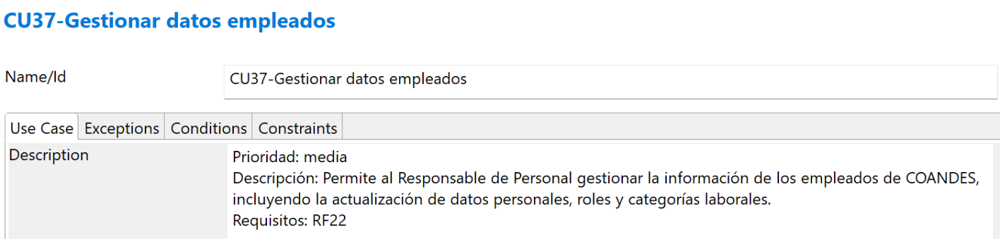 CU37-Gestionar datos empleados
Name/Id
CU37-Gestionar datos empleados
Use Case Exceptions Conditions Constraints
Description
Prioridad: media
Descripción: Permite al Responsable de Personal gestionar la información de los empleados de COANDES,
incluyendo la actualización de datos personales, roles y categorías laborales.
Requisitos: RF22